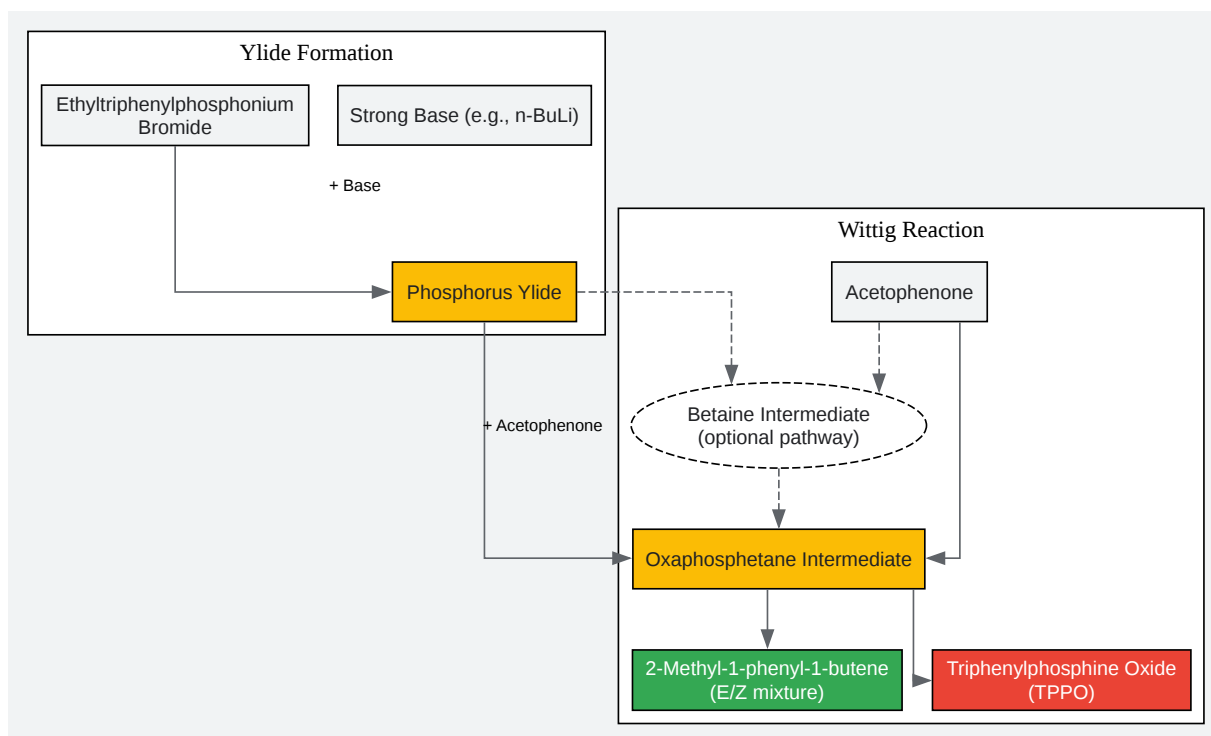 Ylide Formation
Ethyltriphenylphosphonium
Bromide
Strong Base (e.g., n-BuLi)
+ Base
Phosphorus Ylide
Wittig Reaction
Acetophenone
+ Acetophenone
Betaine Intermediate
(optional pathway)
Oxaphosphetane Intermediate
2-Methyl-1-phenyl-1-butene
(E/Z mixture)
Triphenylphosphine Oxide
(TPPO)